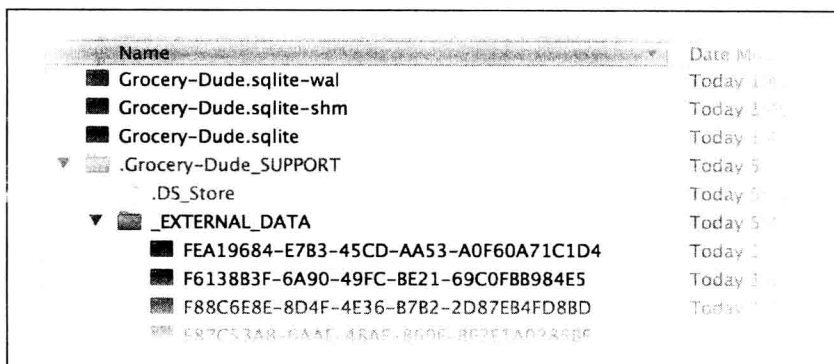 Name Date
Grocery-Dude.sqlite-wal Today
Grocery-Dude.sqlite-shm Today
Grocery-Dude.sqlite Today
.Grocery-Dude_SUPPORT Today 5
.DS_Store Today
_EXTERNAL_DATA Today 5
FEA19684-E7B3-45CD-AA53-A0F60A71C1D4 Today
F6138B3F-6A90-49FC-BE21-69C0FBB984E5 Today
F88C6E8E-8D4F-4E36-B7B2-2D87EB4FD8BD Today